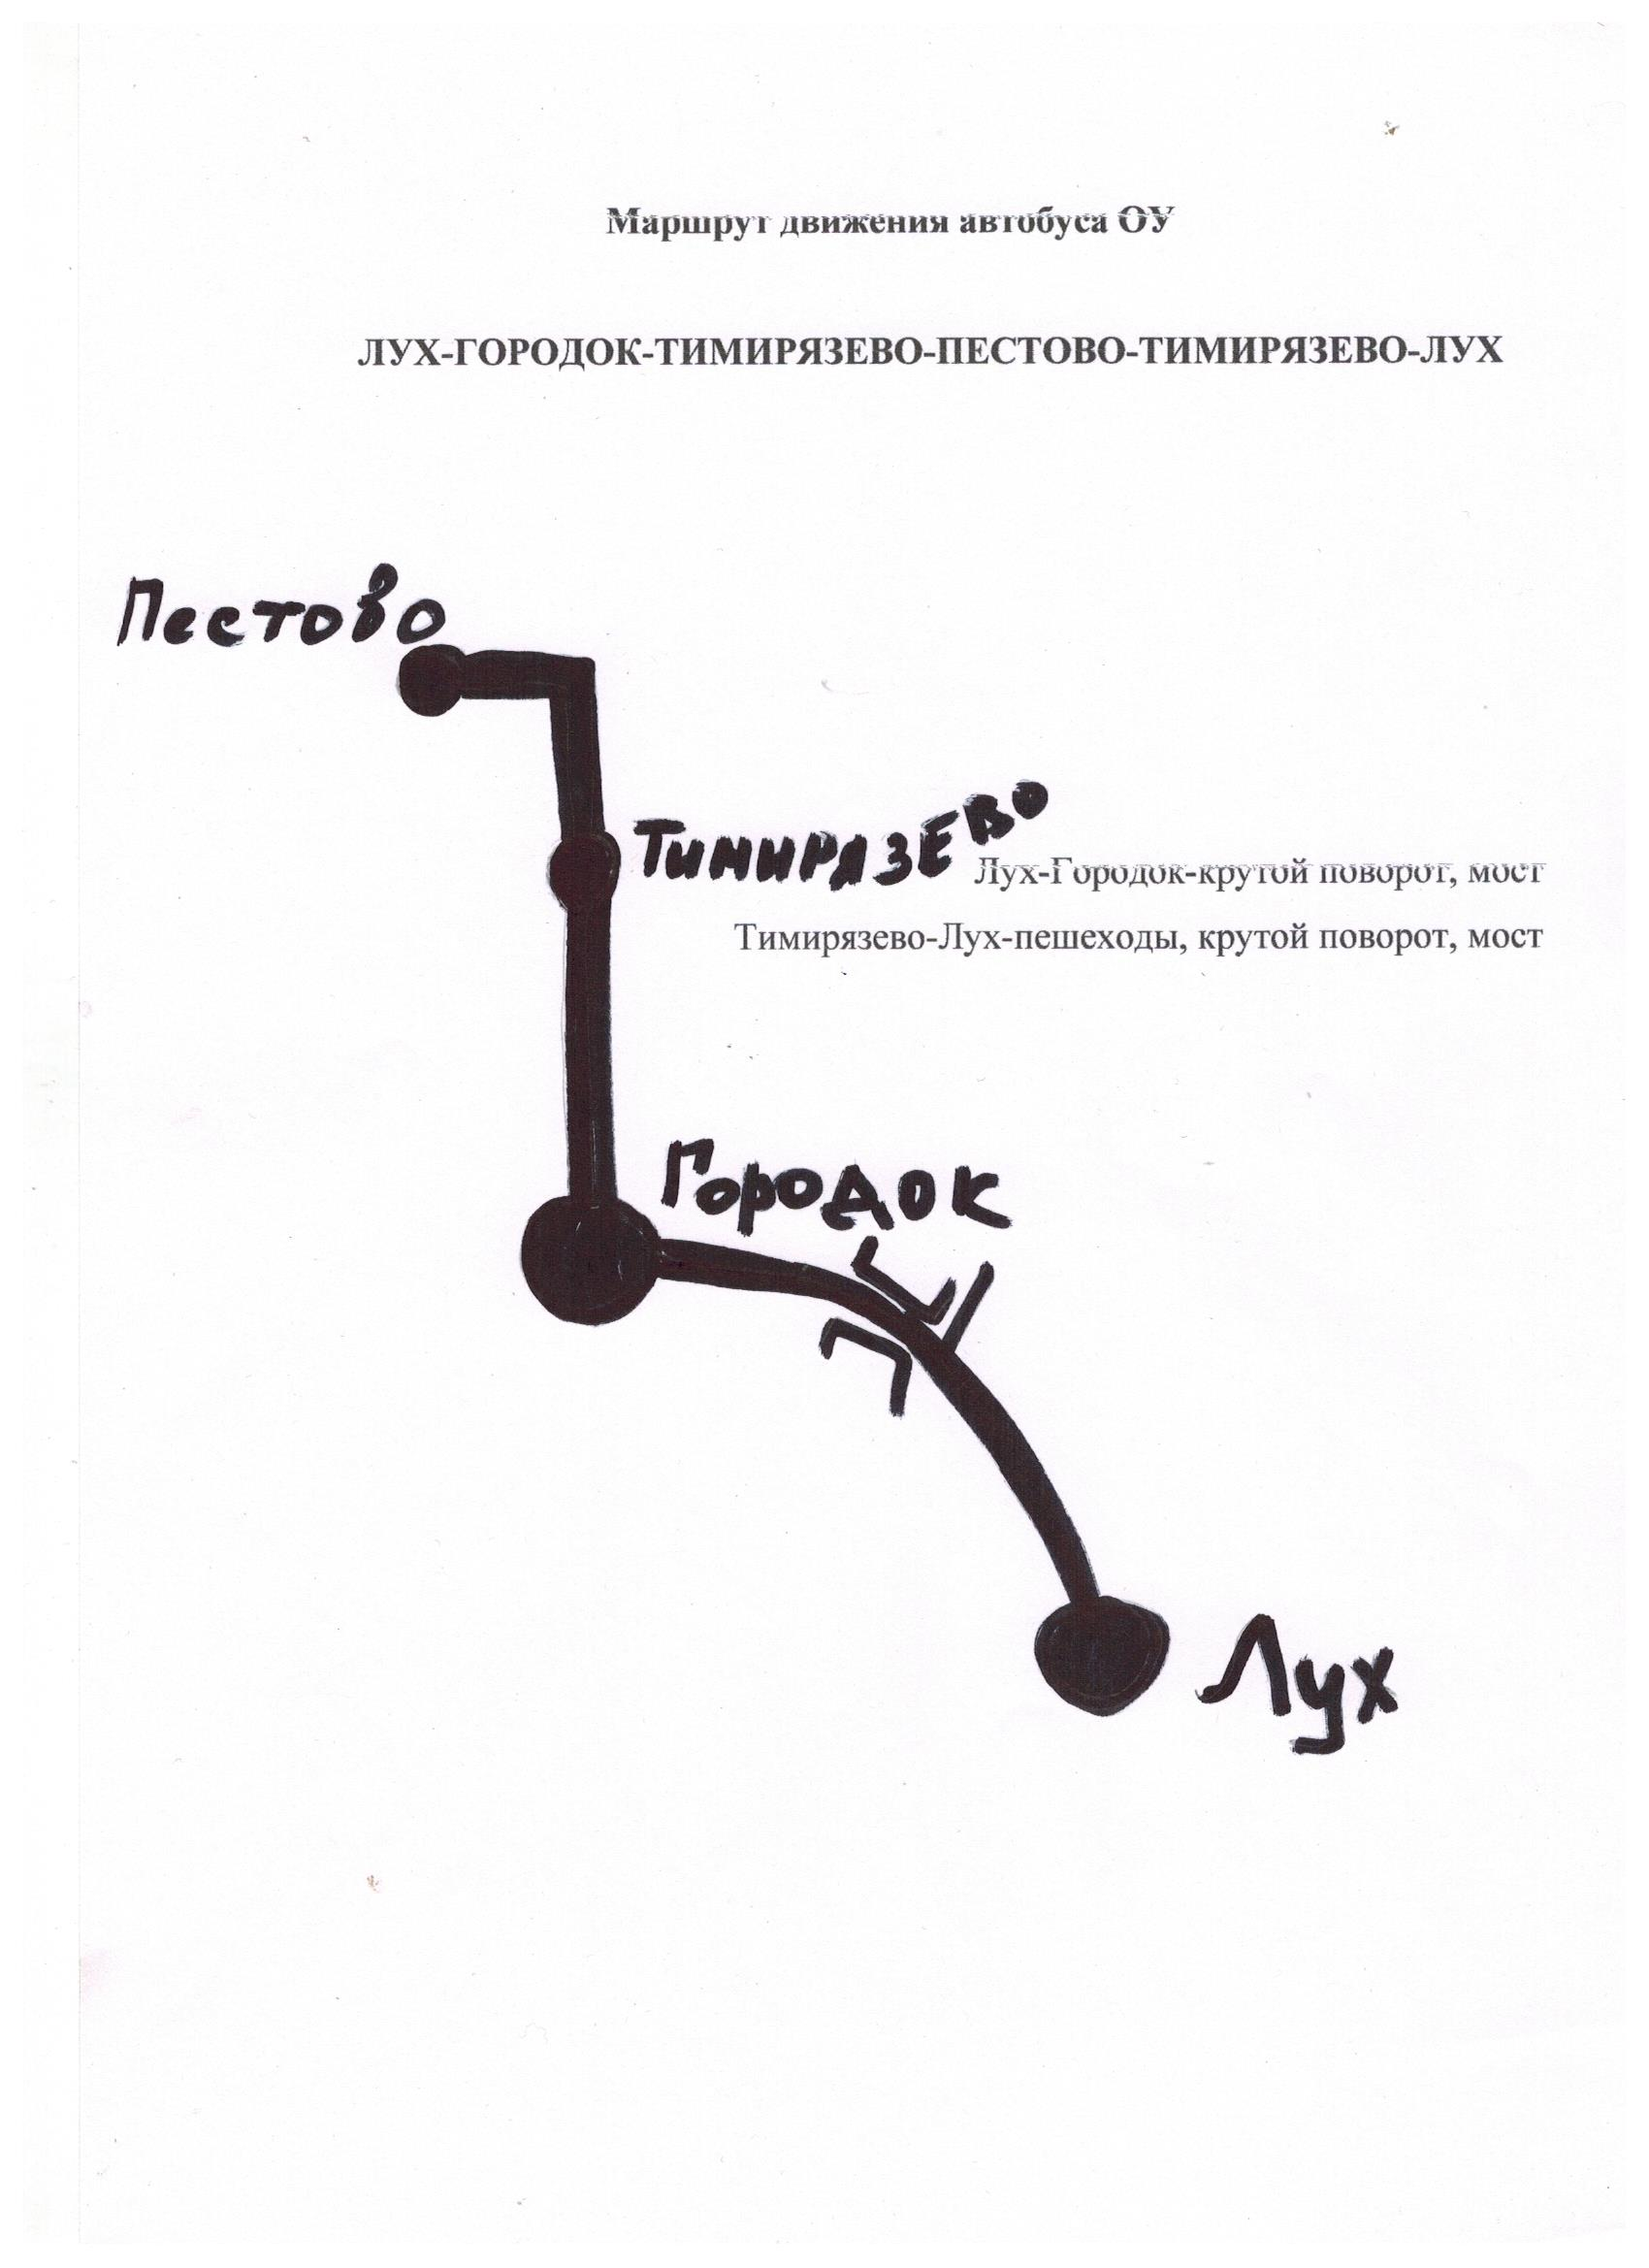 Маршрут движения автобуса ОУ
ЛУХ-ГОРОДОК-ТИМИРЯЗЕВО-ПЕСТОВО-ТИМИРЯЗЕВО-ЛУХ
Пестово
Тимирязево
Лух-Городок-крутой поворот, мост
Тимирязево-Лух-пешеходы, крутой поворот, мост
Городок
Лух